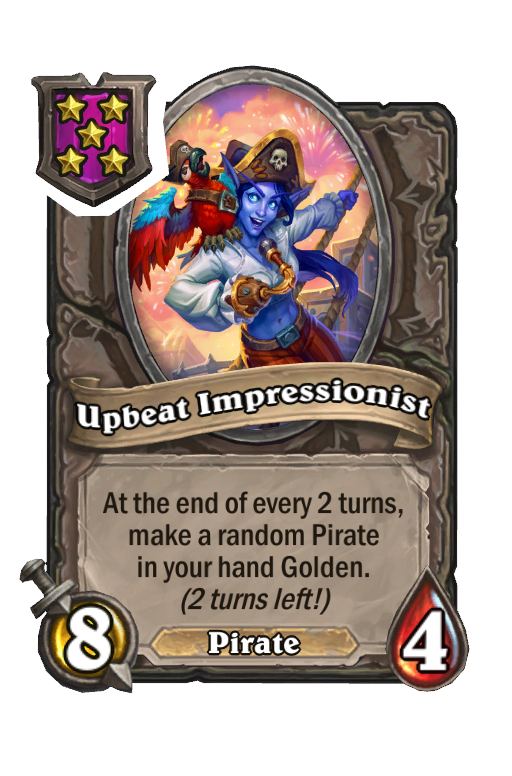 Upbeat Impressionist
At the end of every 2 turns,
make a random Pirate
in your hand Golden.
(2 turns left!)
8
Pirate
4